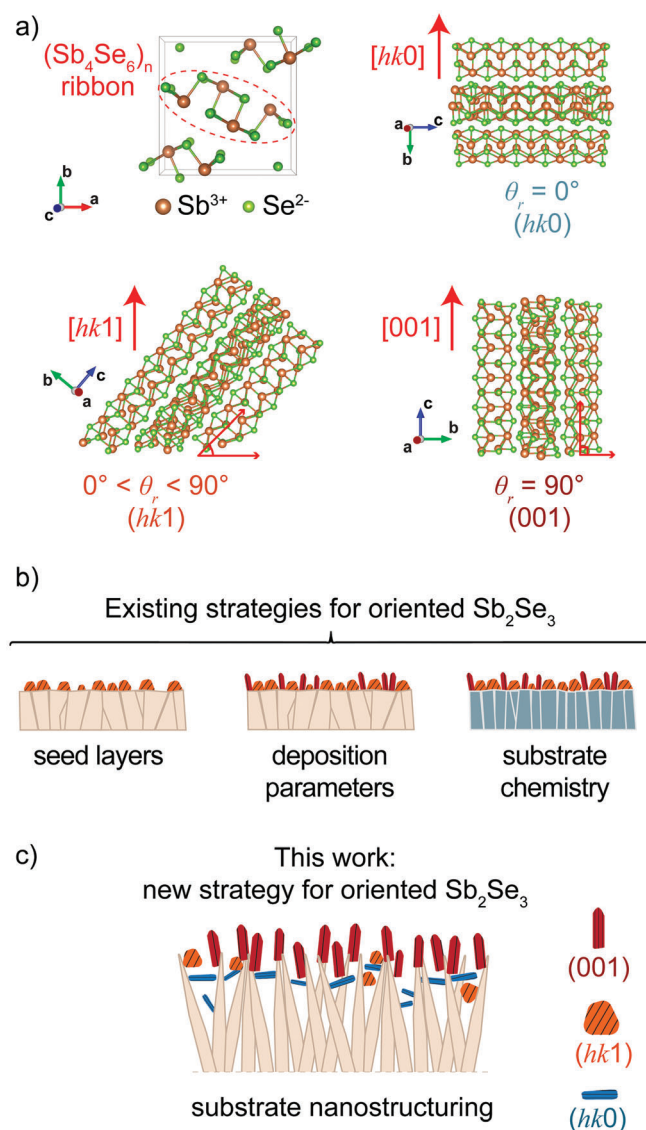 a)
(Sb₄Se₆)ₙ
ribbon
b
c
a
Sb³⁺
Se²⁻
[hk0]
a
c
b
θᵣ = 0°
(hk0)
[hk1]
b
c
a
0° < θᵣ < 90°
(hk1)
[001]
c
a
b
θᵣ = 90°
(001)
b)
Existing strategies for oriented Sb₂Se₃
seed layers
deposition
parameters
substrate
chemistry
c)
This work:
new strategy for oriented Sb₂Se₃
substrate nanostructuring
(001)
(hk1)
(hk0)